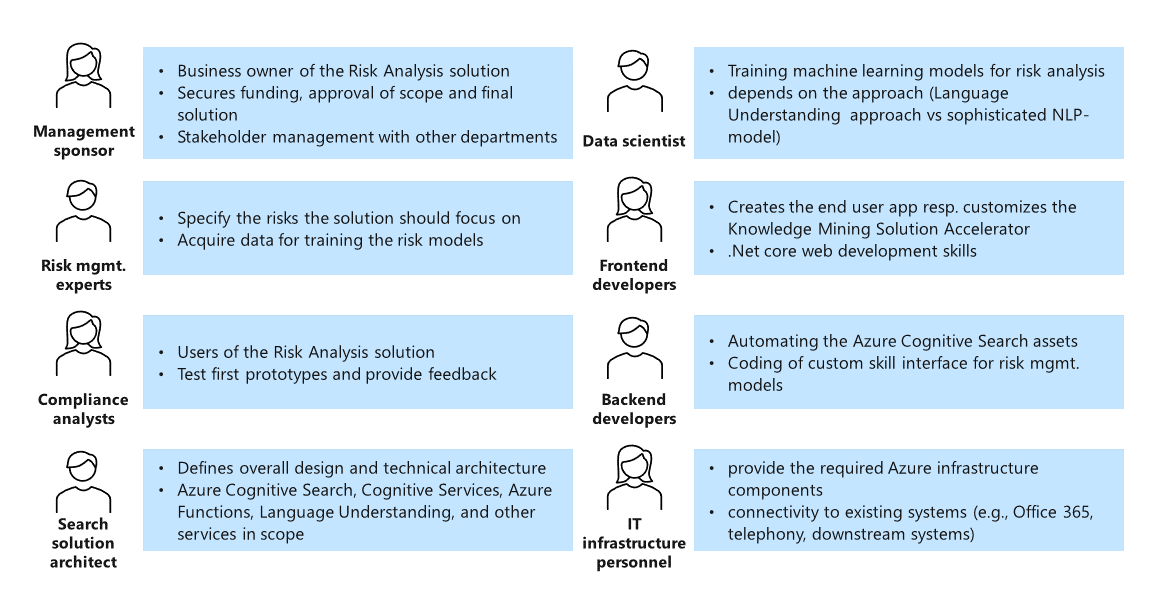 Management
sponsor
• Business owner of the Risk Analysis solution
• Secures funding, approval of scope and final
solution
• Stakeholder management with other departments
Risk mgmt.
experts
• Specify the risks the solution should focus on
• Acquire data for training the risk models
Compliance
analysts
• Users of the Risk Analysis solution
• Test first prototypes and provide feedback
Search
solution
architect
• Defines overall design and technical architecture
• Azure Cognitive Search, Cognitive Services, Azure
Functions, Language Understanding, and other
services in scope
Data scientist
• Training machine learning models for risk analysis
• depends on the approach (Language
Understanding approach vs sophisticated NLP-
model)
Frontend
developers
• Creates the end user app resp. customizes the
Knowledge Mining Solution Accelerator
• .Net core web development skills
Backend
developers
• Automating the Azure Cognitive Search assets
• Coding of custom skill interface for risk mgmt.
models
IT
infrastructure
personnel
• provide the required Azure infrastructure
components
• connectivity to existing systems (e.g., Office 365,
telephony, downstream systems)